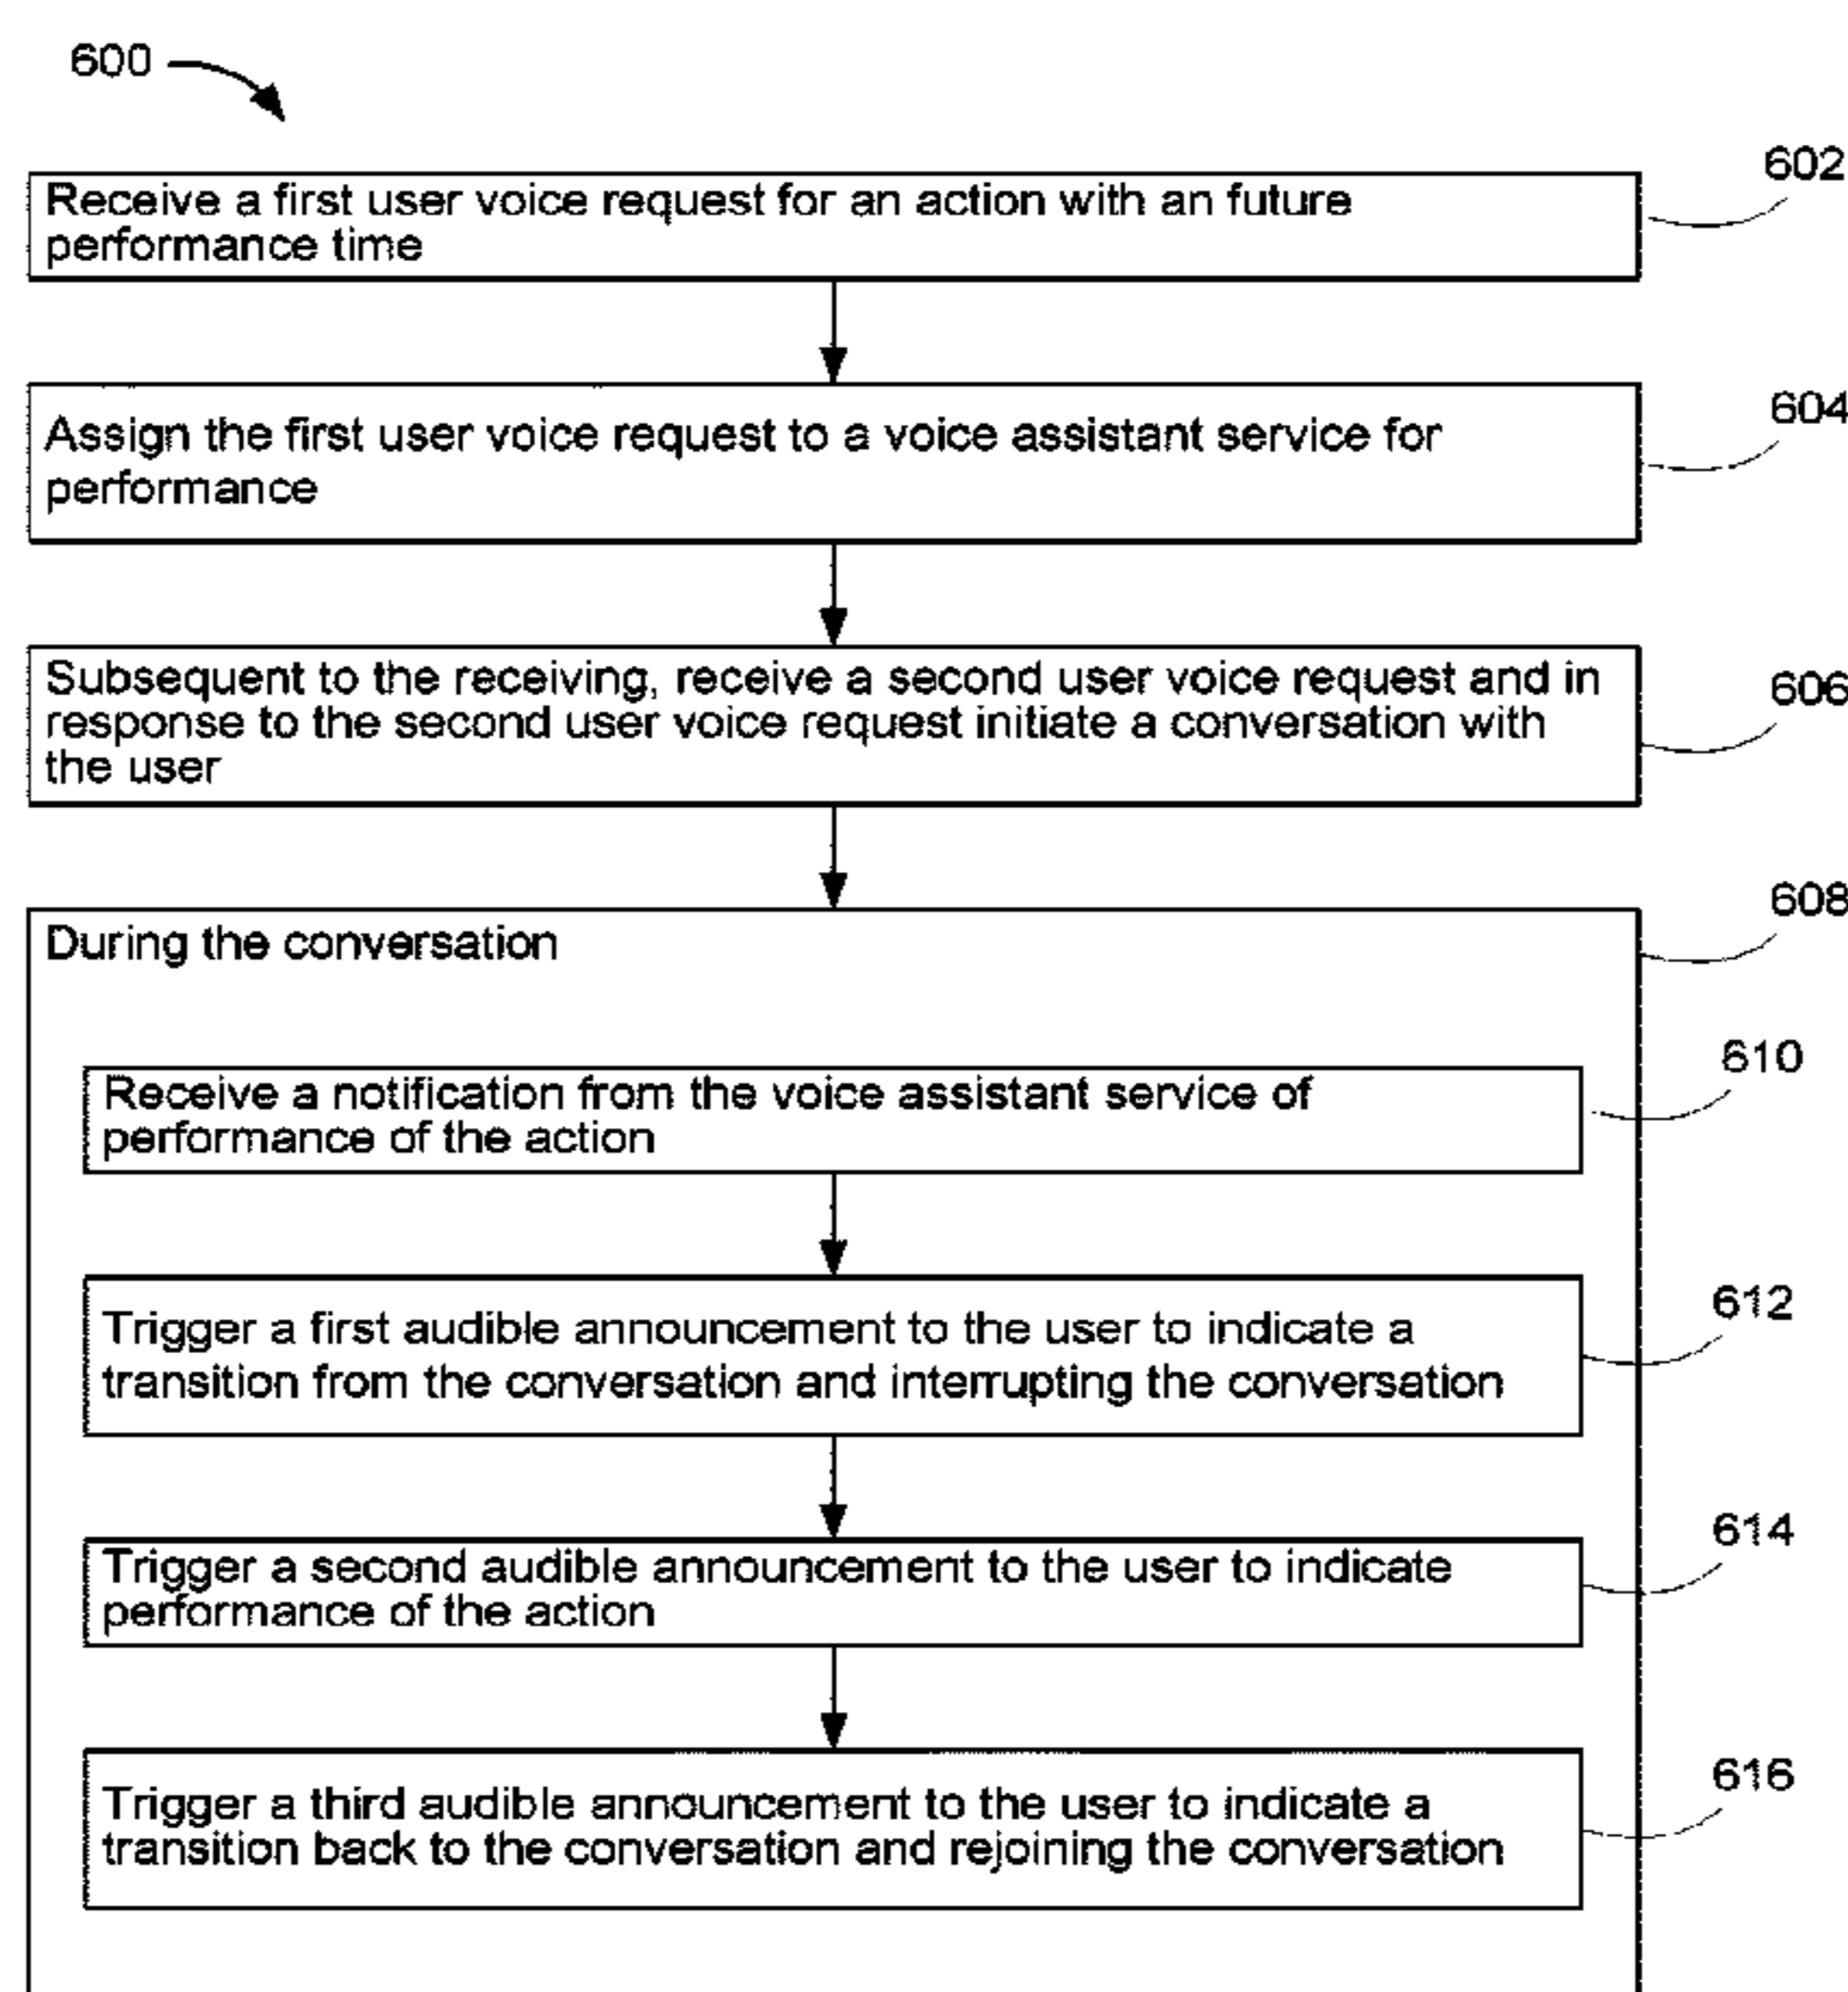 600
602
Receive a first user voice request for an action with an future
performance time
604
Assign the first user voice request to a voice assistant service for
performance
606
Subsequent to the receiving, receive a second user voice request and in
response to the second user voice request initiate a conversation with
the user
608
During the conversation
610
Receive a notification from the voice assistant service of
performance of the action
612
Trigger a first audible announcement to the user to indicate a
transition from the conversation and interrupting the conversation
614
Trigger a second audible announcement to the user to indicate
performance of the action
616
Trigger a third audible announcement to the user to indicate a
transition back to the conversation and rejoining the conversation